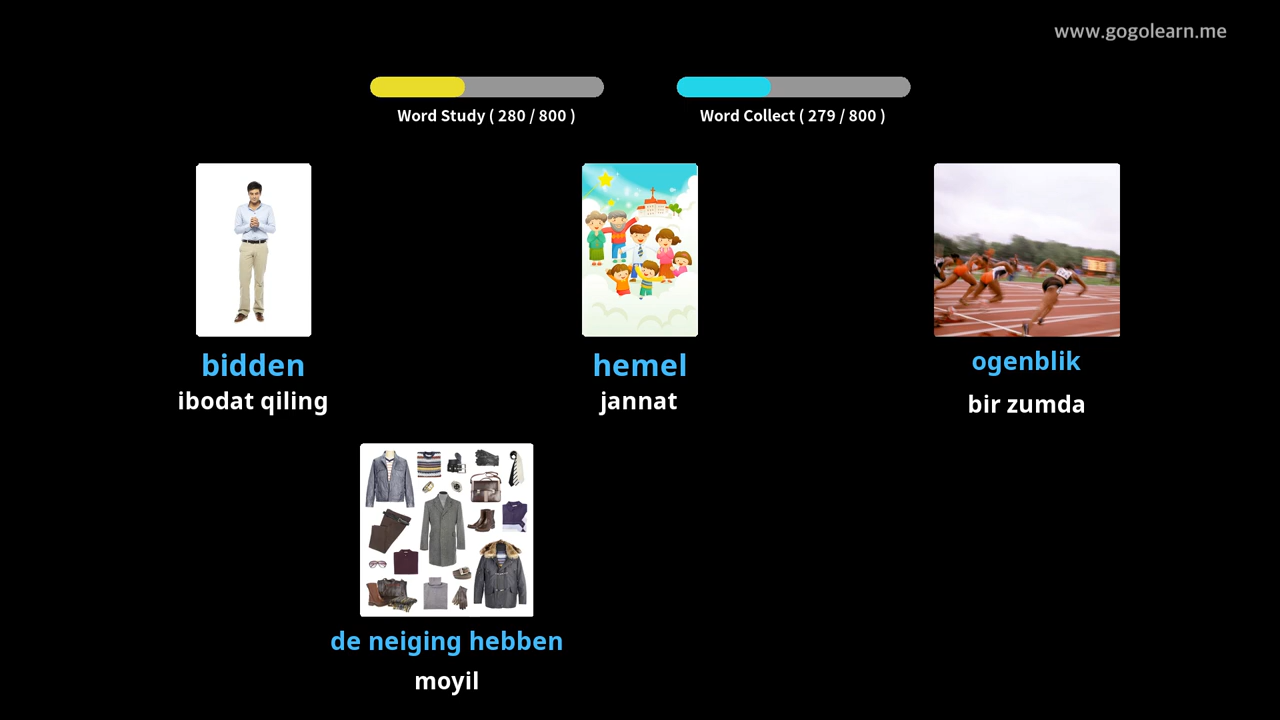 www.gogolearn.me
Word Study ( 280 / 800 )
Word Collect ( 279 / 800 )
bidden
ibodat qiling
hemel
jannat
ogenblik
bir zumda
de neiging hebben
moyil